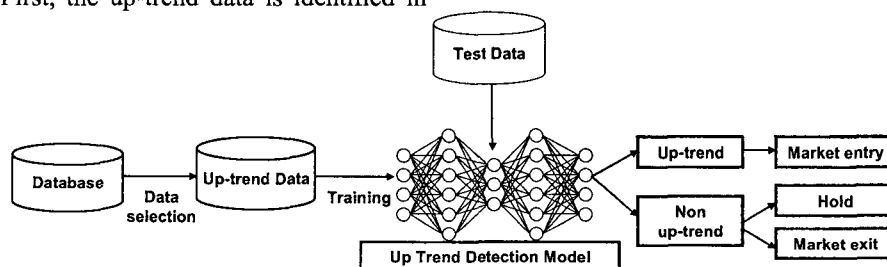 First, the up-trend data is identified in
Test Data
Database
Data
selection
Up-trend Data
Training
Up Trend Detection Model
Up-trend
Market entry
Non
up-trend
Hold
Market exit